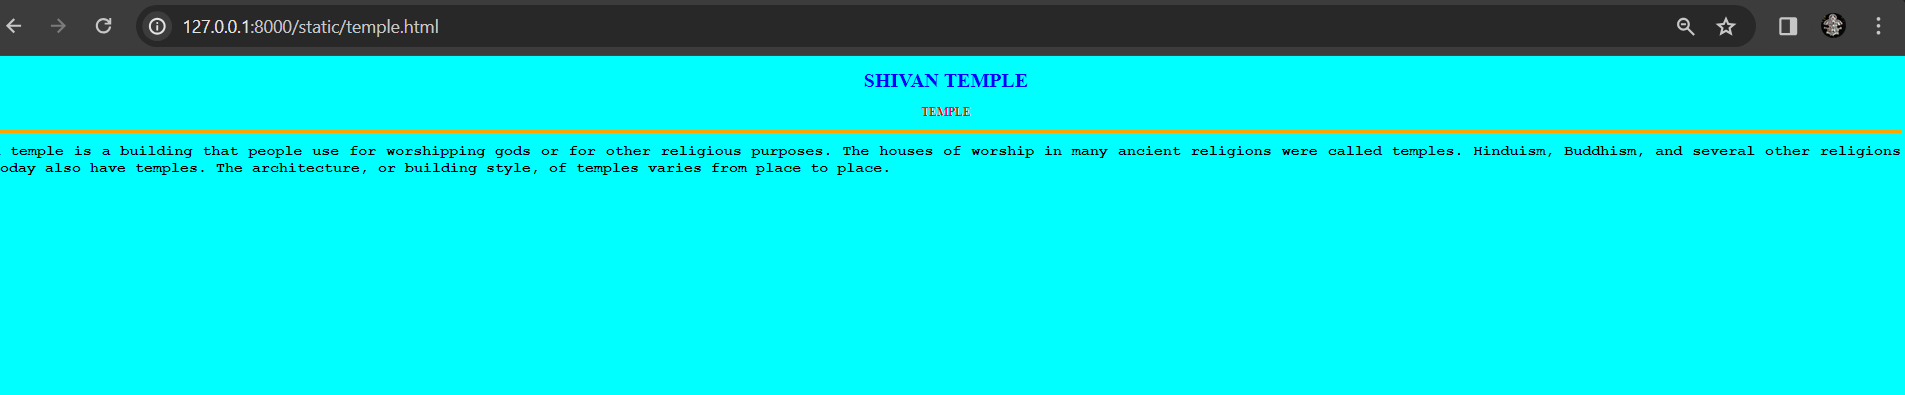 127.0.0.1:8000/static/temple.html
SHIVAN TEMPLE
TEMPLE
temple is a building that people use for worshipping gods or for other religious purposes. The houses of worship in many ancient religions were called temples. Hinduism, Buddhism, and several other religions
oday also have temples. The architecture, or building style, of temples varies from place to place.